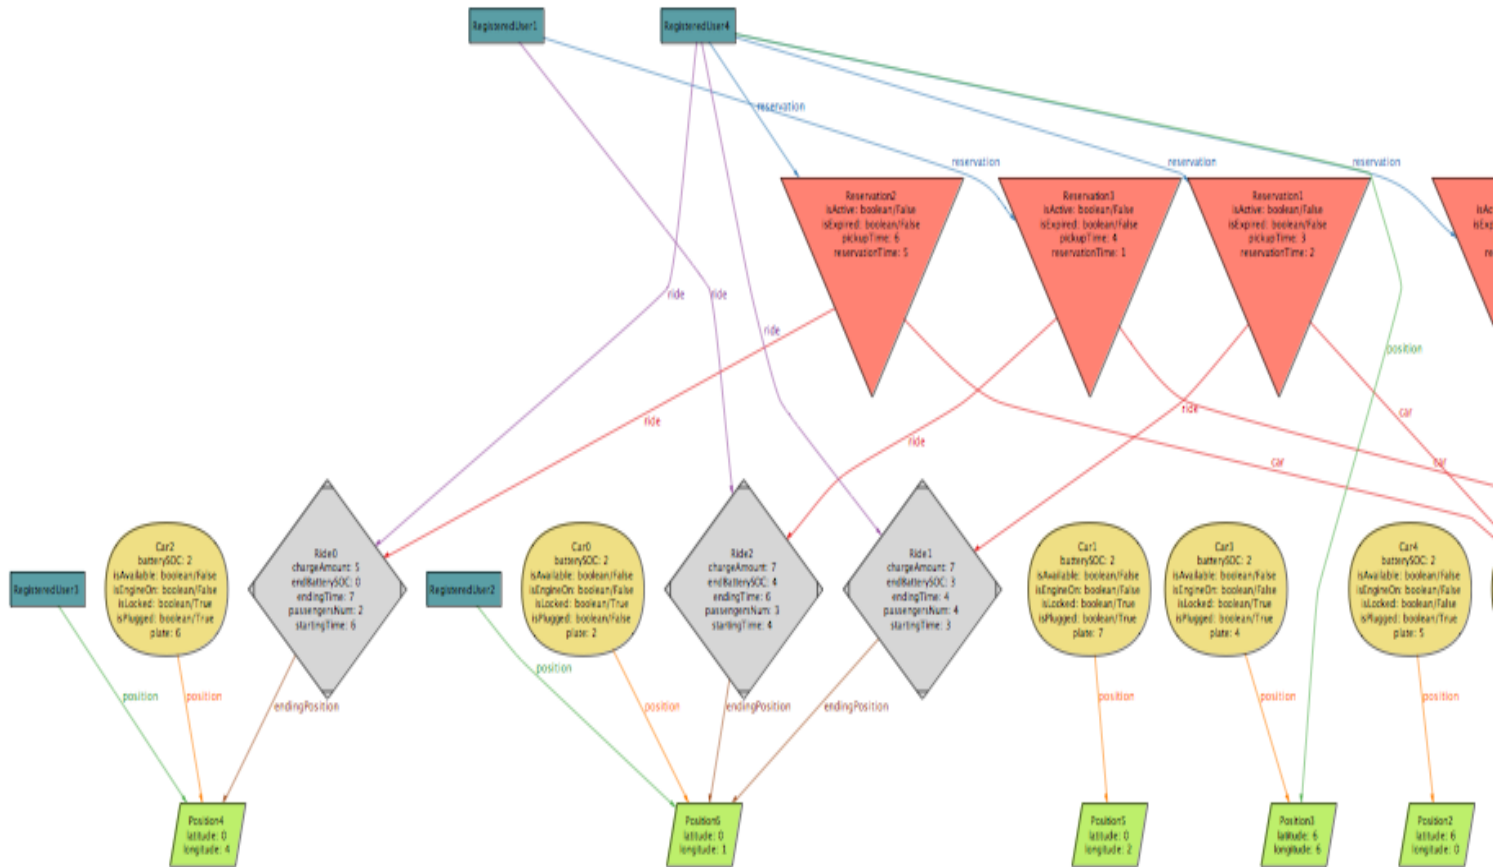 RegisteredUser1
RegisteredUser4
reservation
reservation
reservation
reservation
Reservation2
isActive: boolean/False
isExpired: boolean/False
pickupTime: 6
reservationTime: 5
Reservation3
isActive: boolean/False
isExpired: boolean/False
pickupTime: 4
reservationTime: 1
Reservation1
isActive: boolean/False
isExpired: boolean/False
pickupTime: 3
reservationTime: 2
isAc
isExp
re
ride
ride
ride
position
ride
ride
ride
car
car
car
RegisteredUser3
Car2
batterySOC: 2
isAvailable: boolean/False
isEngineOn: boolean/False
isLocked: boolean/True
isPlugged: boolean/True
plate: 6
Ride0
chargeAmount: 5
endBatterySOC: 0
endingTime: 7
passengersNum: 2
startingTime: 6
RegisteredUser2
Car0
batterySOC: 2
isAvailable: boolean/False
isEngineOn: boolean/False
isLocked: boolean/True
isPlugged: boolean/False
plate: 2
Ride2
chargeAmount: 7
endBatterySOC: 4
endingTime: 6
passengersNum: 3
startingTime: 4
Ride1
chargeAmount: 7
endBatterySOC: 3
endingTime: 4
passengersNum: 4
startingTime: 3
Car1
batterySOC: 2
isAvailable: boolean/False
isEngineOn: boolean/False
isLocked: boolean/True
isPlugged: boolean/True
plate: 7
Car3
batterySOC: 2
isAvailable: boolean/False
isEngineOn: boolean/False
isLocked: boolean/True
isPlugged: boolean/True
plate: 4
Car4
batterySOC: 2
isAvailable: boolean/False
isEngineOn: boolean/False
isLocked: boolean/True
isPlugged: boolean/True
plate: 5
position
position
endingPosition
position
position
endingPosition
endingPosition
position
position
position
Position4
latitude: 0
longitude: 4
Position6
latitude: 0
longitude: 1
Position5
latitude: 0
longitude: 2
Position3
latitude: 6
longitude: 6
Position2
latitude: 6
longitude: 0